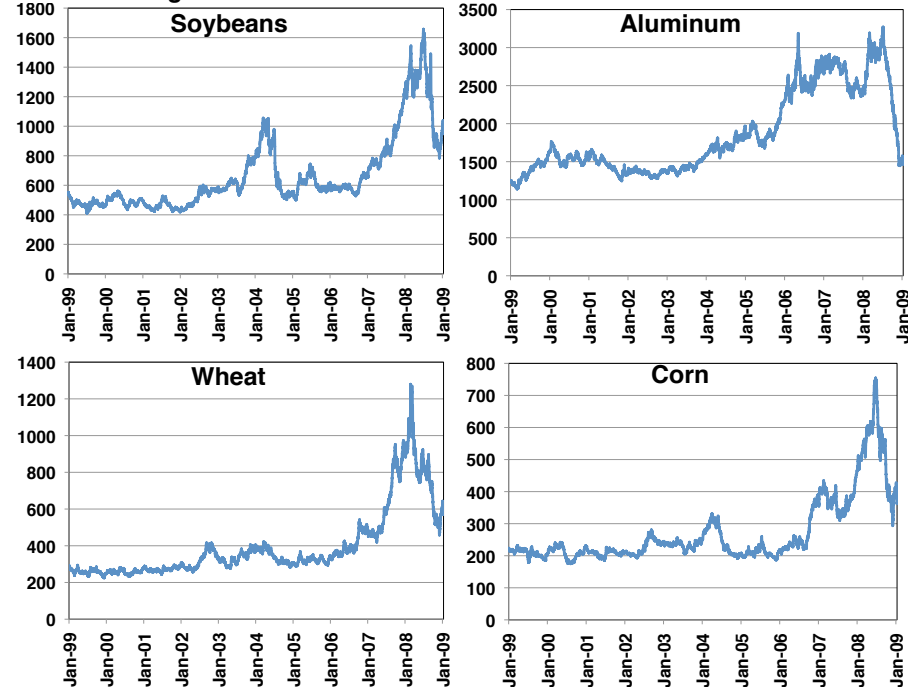 Soybeans
1800
1600
1400
1200
1000
800
600
400
200
0
Jan-99
Jan-00
Jan-01
Jan-02
Jan-03
Jan-04
Jan-05
Jan-06
Jan-07
Jan-08
Jan-09
Aluminum
3500
3000
2500
2000
1500
1000
500
0
Jan-99
Jan-00
Jan-01
Jan-02
Jan-03
Jan-04
Jan-05
Jan-06
Jan-07
Jan-08
Jan-09
Wheat
1400
1200
1000
800
600
400
200
0
Jan-99
Jan-00
Jan-01
Jan-02
Jan-03
Jan-04
Jan-05
Jan-06
Jan-07
Jan-08
Jan-09
Corn
800
700
600
500
400
300
200
100
0
Jan-99
Jan-00
Jan-01
Jan-02
Jan-03
Jan-04
Jan-05
Jan-06
Jan-07
Jan-08
Jan-09